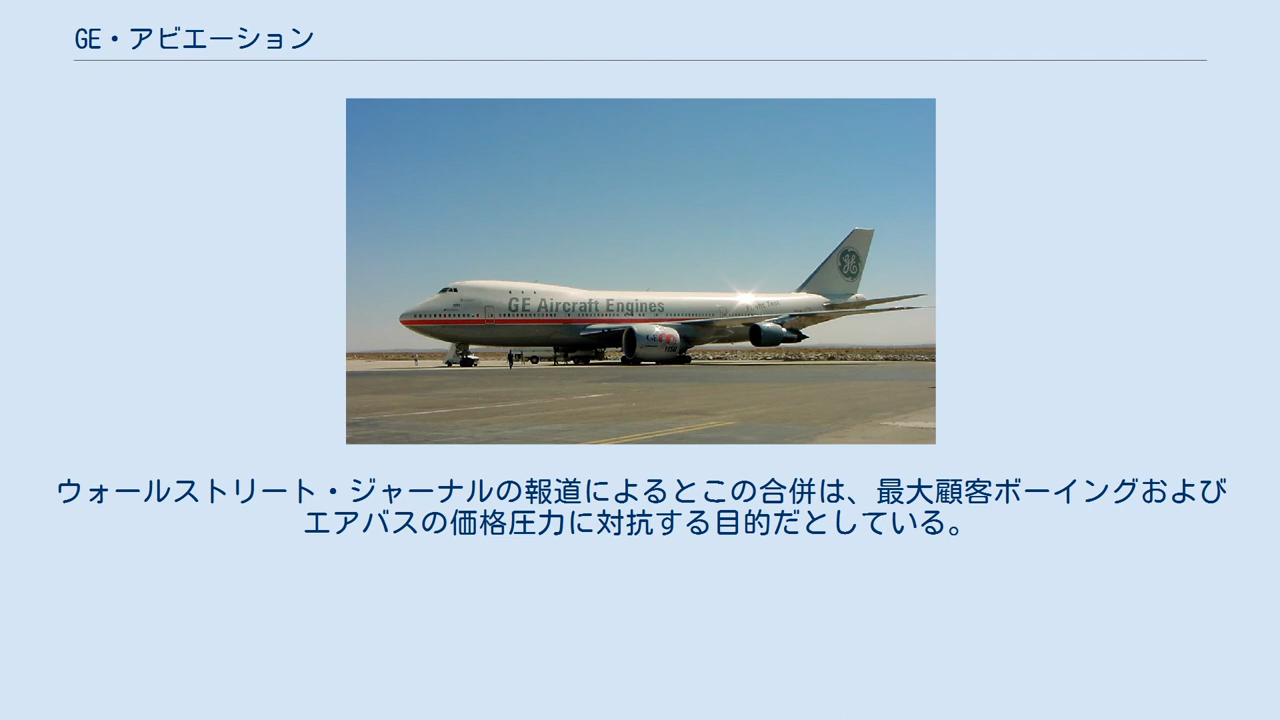 GE・アビエーション
GE Aircraft Engines
ウォールストリート・ジャーナルの報道によるとこの合併は、最大顧客ボーイングおよび
エアバスの価格圧力に対抗する目的だとしている。